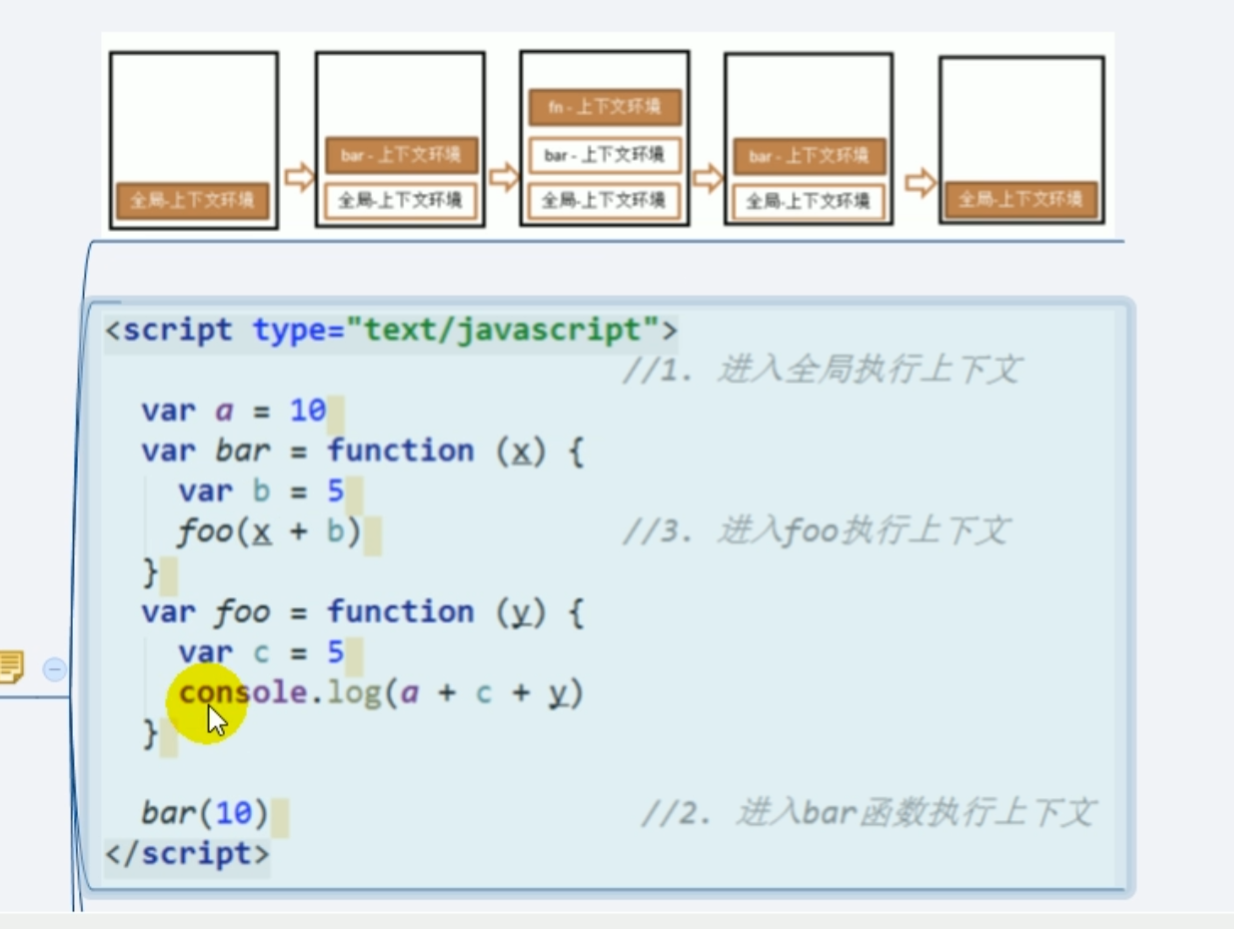 全局-上下文环境
bar - 上下文环境
全局-上下文环境
fn - 上下文环境
bar - 上下文环境
全局-上下文环境
bar - 上下文环境
全局-上下文环境
全局-上下文环境
<script type="text/javascript">
//1. 进入全局执行上下文
var a = 10
var bar = function (x) {
var b = 5
foo(x + b) //3. 进入foo执行上下文
}
var foo = function (y) {
var c = 5
console.log(a + c + y)
}
bar(10) //2. 进入bar函数执行上下文
</script>